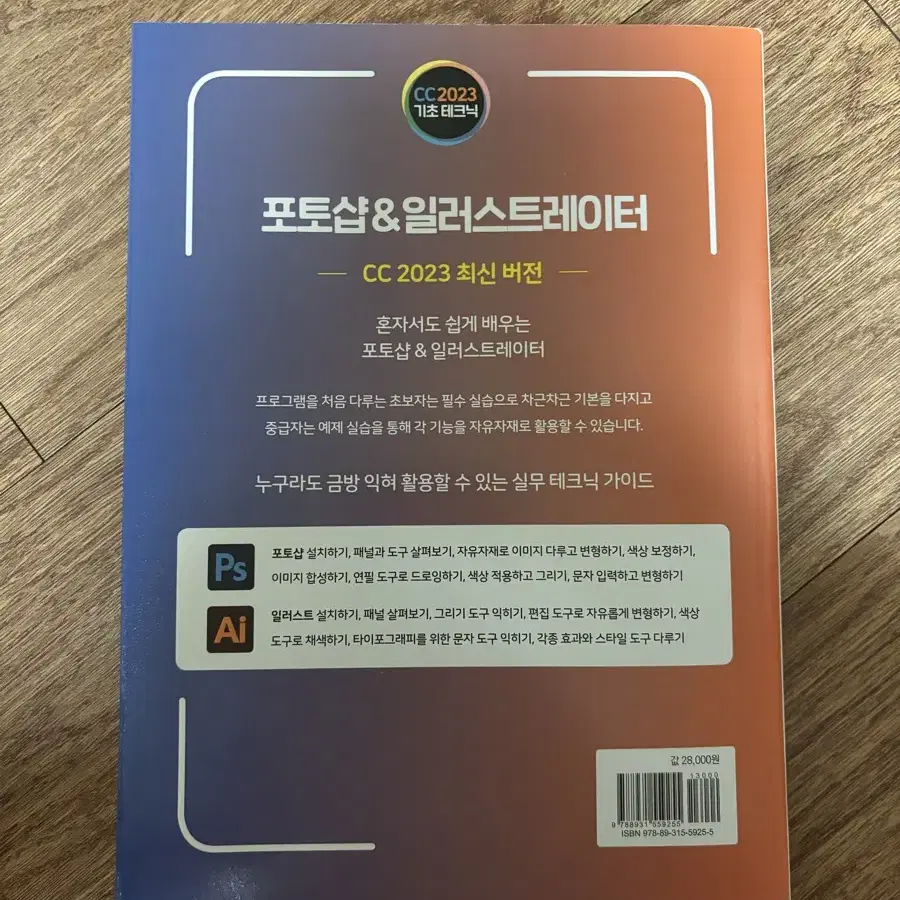 CC 2023
기초 테크닉
포토샵 & 일러스트레이터
CC 2023 최신 버전
혼자서도 쉽게 배우는
포토샵 & 일러스트레이터
프로그램을 처음 다루는 초보자는 필수 실습으로 차근차근 기본을 다지고
중급자는 예제 실습을 통해 각 기능을 자유자재로 활용할 수 있습니다.
누구라도 금방 익혀 활용할 수 있는 실무 테크닉 가이드
Ps
포토샵 설치하기, 패널과 도구 살펴보기, 자유자재로 이미지 다루고 변형하기, 색상 보정하기,
이미지 합성하기, 연필 도구로 드로잉하기, 색상 적용하고 그리기, 문자 입력하고 변형하기
Ai
일러스트 설치하기, 패널 살펴보기, 그리기 도구 익히기, 편집 도구로 자유롭게 변형하기, 색상
도구로 채색하기, 타이포그래피를 위한 문자 도구 익히기, 각종 효과와 스타일 도구 다루기
값 28,000원
13000
9 788931 559255
ISBN 978-89-315-5925-5